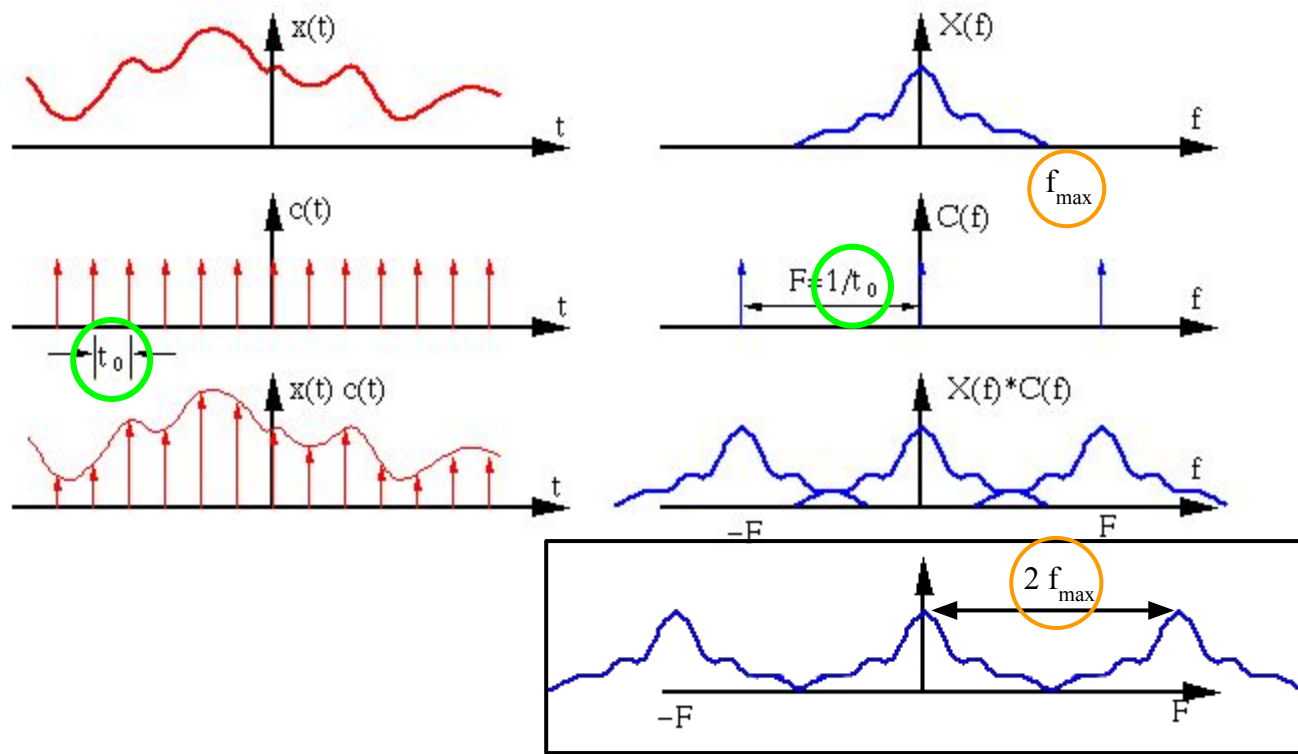 x(t)
t
X(f)
f
f_max
c(t)
t
t_0
C(f)
F=1/t_0
f
x(t) c(t)
t
X(f)*C(f)
f
-F
F
2 f_max
-F
F